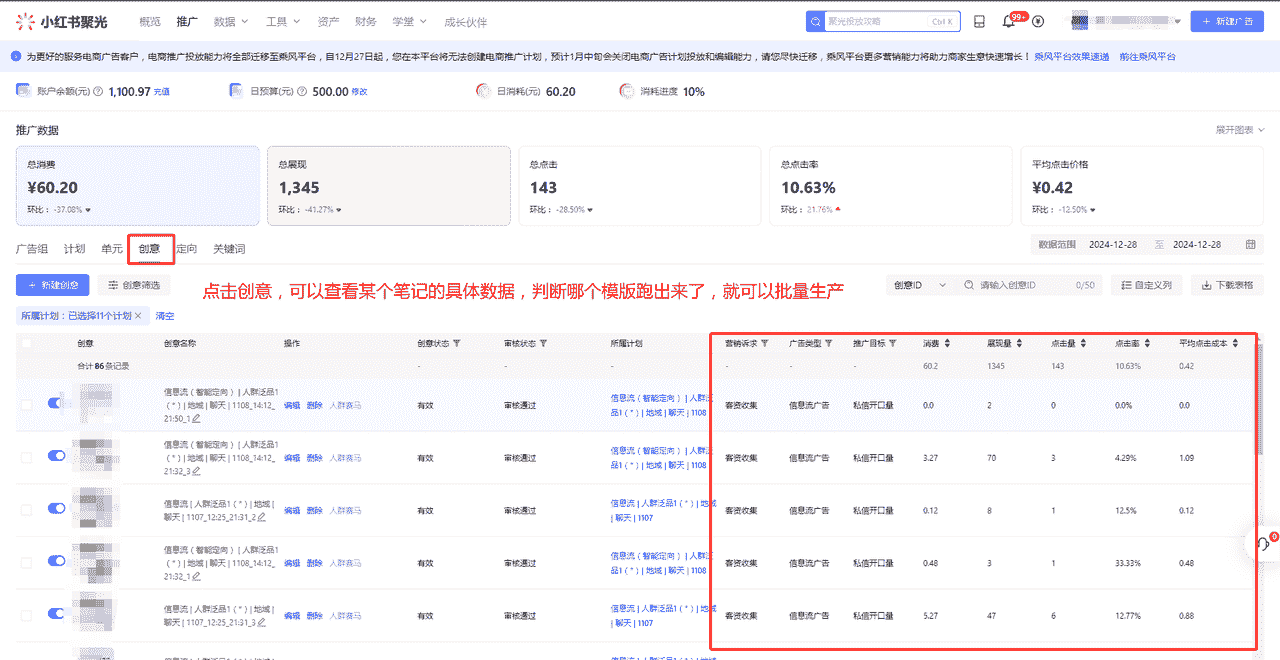 小红书聚光 概览 推广 数据 工具 资产 财务 学堂 成长伙伴 聚光投放攻略 Ctrl K 99+ + 新建广告
为更好的服务电商广告客户，电商推广投放能力将全部迁移至乘风平台，自12月27日起，您在本平台将无法创建电商推广计划，预计1月中旬会关闭电商广告计划投放和编辑能力，请您尽快迁移，乘风平台更多营销能力将助力商家生意快速增长！ 乘风平台效果速通 前往乘风平台
账户余额(元) 1,100.97 充值 日预算(元) 500.00 修改 日消耗(元) 60.20 消耗进度 10%
推广数据 展开图表
总消费 总展现 总点击 总点击率 平均点击价格
¥60.20 1,345 143 10.63% ¥0.42
环比： -37.08% 环比： -41.27% 环比： -28.50% 环比： 21.76% 环比： -12.50%
广告组 计划 单元 创意 定向 关键词 数据范围 2024-12-28 至 2024-12-28
+ 新建创意 创意筛选 点击创意，可以查看某个笔记的具体数据，判断哪个模版跑出来了，就可以批量生产 创意ID 请输入创意ID 0/50 自定义列 下载表格
所属计划：已选择11个计划 × 清空
创意 创意名称 操作 创意状态 审核状态 所属计划 营销诉求 广告类型 推广目标 消费 展现量 点击量 点击率 平均点击成本
合计 86 条记录 - - - - - - 60.2 1345 143 10.63% 0.42
信息流（智能定向）| 人群泛品1
（*）| 地域 | 聊天 | 1108_14:12_
21:50_1
编辑 删除 人群赛马 有效 审核通过
信息流（智能定向）| 人群泛
品1（*）| 地域 | 聊天 | 1108
客资收集 信息流广告 私信开口量 0.0 2 0 0.0% 0.0
信息流（智能定向）| 人群泛品1
（*）| 地域 | 聊天 | 1108_14:12_
21:32_3
编辑 删除 人群赛马 有效 审核通过
信息流（智能定向）| 人群泛
品1（*）| 地域 | 聊天 | 1108
客资收集 信息流广告 私信开口量 3.27 70 3 4.29% 1.09
信息流 | 人群泛品1（*）| 地域 |
聊天 | 1107_12:25_21:31_2
编辑 删除 人群赛马 有效 审核通过
信息流 | 人群泛品1（*）| 地域
| 聊天 | 1107
客资收集 信息流广告 私信开口量 0.12 8 1 12.5% 0.12
信息流（智能定向）| 人群泛品1
（*）| 地域 | 聊天 | 1108_14:12_
21:32_1
编辑 删除 人群赛马 有效 审核通过
信息流（智能定向）| 人群泛
品1（*）| 地域 | 聊天 | 1108
客资收集 信息流广告 私信开口量 0.48 3 1 33.33% 0.48
信息流 | 人群泛品1（*）| 地域 |
聊天 | 1107_12:25_21:31_3
编辑 删除 人群赛马 有效 审核通过
信息流 | 人群泛品1（*）| 地域
| 聊天 | 1107
客资收集 信息流广告 私信开口量 5.27 47 6 12.77% 0.88
0